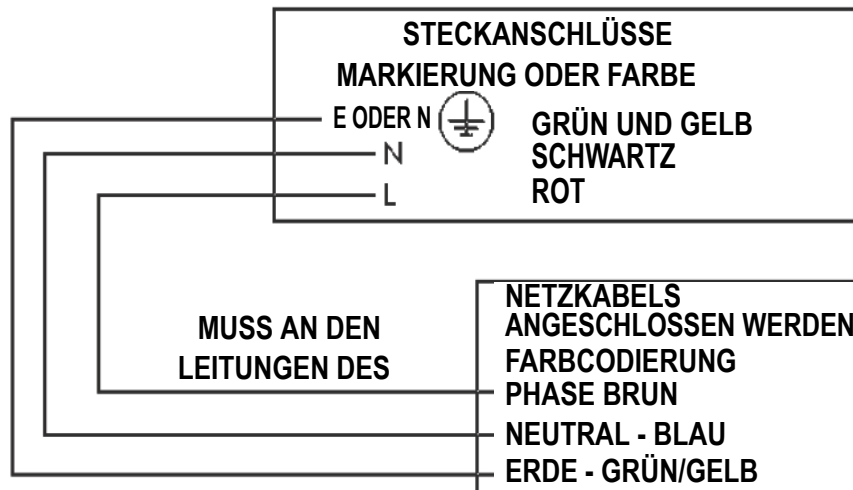 STECKANSCHLÜSSE
MARKIERUNG ODER FARBE
E ODER N GRÜN UND GELB
N SCHWARTZ
L ROT
MUSS AN DEN
LEITUNGEN DES
NETZKABELS
ANGESCHLOSSEN WERDEN
FARBCODIERUNG
PHASE BRUN
NEUTRAL - BLAU
ERDE - GRÜN/GELB